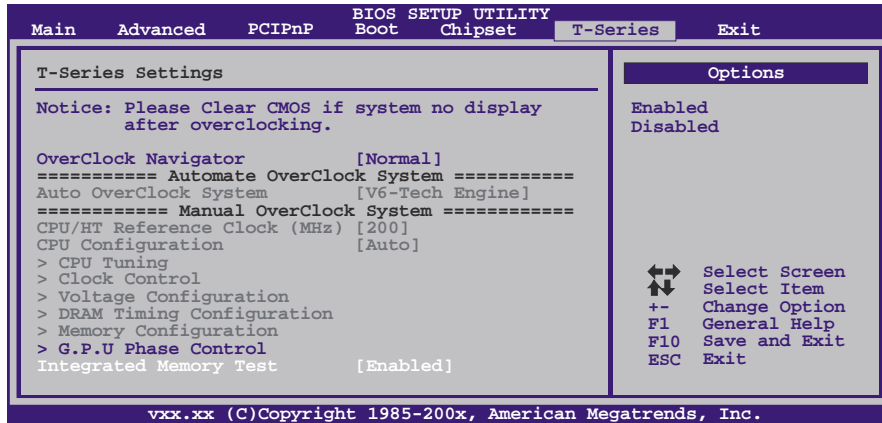 BIOS SETUP UTILITY
Main Advanced PCIPnP Boot Chipset T-Series Exit
T-Series Settings
Notice: Please Clear CMOS if system no display
after overclocking.
OverClock Navigator [Normal]
=========== Automate OverClock System ===========
Auto OverClock System [V6-Tech Engine]
============ Manual OverClock System ============
CPU/HT Reference Clock (MHz) [200]
CPU Configuration [Auto]
> CPU Tuning
> Clock Control
> Voltage Configuration
> DRAM Timing Configuration
> Memory Configuration
> G.P.U Phase Control
Integrated Memory Test [Enabled]
Options
Enabled
Disabled
Select Screen
Select Item
+- Change Option
F1 General Help
F10 Save and Exit
ESC Exit
vxx.xx (C)Copyright 1985-200x, American Megatrends, Inc.